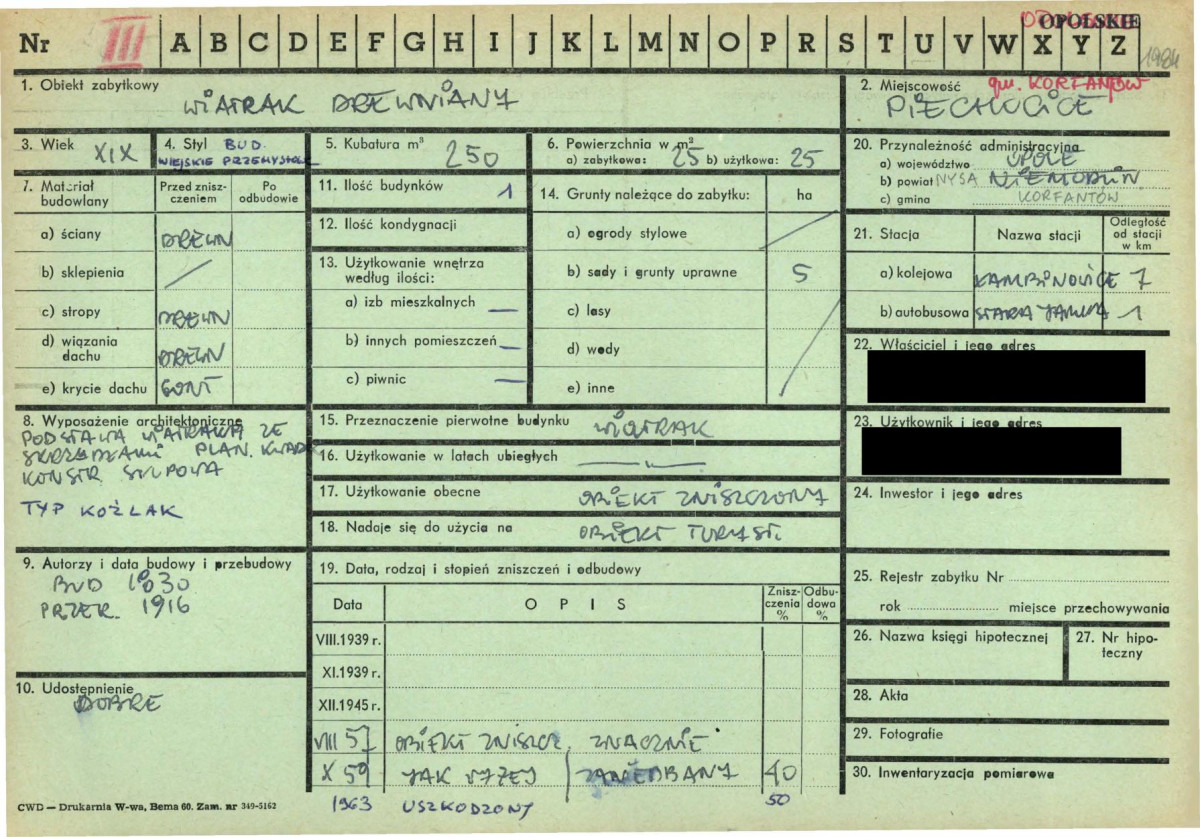 Nr III A B C D E F G H I J K L M N O P R S T U V W X Y Z
OPOLSKIE
1984
1. Obiekt zabytkowy
WIATRAK DREWNIANY
2. Miejscowość gm. KORFANTÓW
PIECHOCICE
3. Wiek XIX
4. Styl BUD.
WIEJSKIE PRZEMYSŁOWE
5. Kubatura m³ 250
6. Powierzchnia w m²
a) zabytkowa: 25 b) użytkowa: 25
20. Przynależność administracyjna
a) województwo OPOLE
b) powiat NYSA NIEMODLIN
c) gmina KORFANTÓW
7. Materiał budowlany
Przed zniszczeniem
Po odbudowie
a) ściany DREWN
b) sklepienia
c) stropy DREWN
d) wiązania dachu DREWN
e) krycie dachu GONT
11. Ilość budynków 1
12. Ilość kondygnacji
13. Użytkowanie wnętrza
według ilości:
a) izb mieszkalnych —
b) innych pomieszczeń —
c) piwnic —
14. Grunty należące do zabytku: ha
a) ogrody stylowe
b) sady i grunty uprawne 5
c) lasy
d) wody
e) inne
21. Stacja
Nazwa stacji
Odległość
od stacji
w km
a) kolejowa ŁAMBINOWICE 7
b) autobusowa STARA JAMKA 1
22. Właściciel i jego adres
23. Użytkownik i jego adres
8. Wyposażenie architektoniczne
PODSTAWA WIATRAKA ZE
SKRZYDŁAMI PLAN. KWADR
KONSTR. SŁUPOWA
TYP KOŹLAK
15. Przeznaczenie pierwotne budynku WIATRAK
16. Użytkowanie w latach ubiegłych —„—
17. Użytkowanie obecne OBIEKT ZNISZCZONY
18. Nadaje się do użycia na OBIEKT TURYST.
24. Inwestor i jego adres
9. Autorzy i data budowy i przebudowy
BUD 1830
PRZER. 1916
19. Data, rodzaj i stopień zniszczeń i odbudowy
Data
OPIS
Zniszczenia %
Odbudowa %
VIII.1939 r.
XI.1939 r.
XII.1945 r.
VIII 57 OBIEKT ZNISZCZ. ZNACZNIE
X 59 JAK WYŻEJ / ZANIEDBANY 40
1963 USZKODZONY 50
10. Udostępnienie
DOBRE
25. Rejestr zabytku Nr
rok miejsce przechowywania
26. Nazwa księgi hipotecznej
27. Nr hipoteczny
28. Akta
29. Fotografie
30. Inwentaryzacja pomiarowa
CWD — Drukarnia W-wa, Bema 60. Zam. nr 349-5162